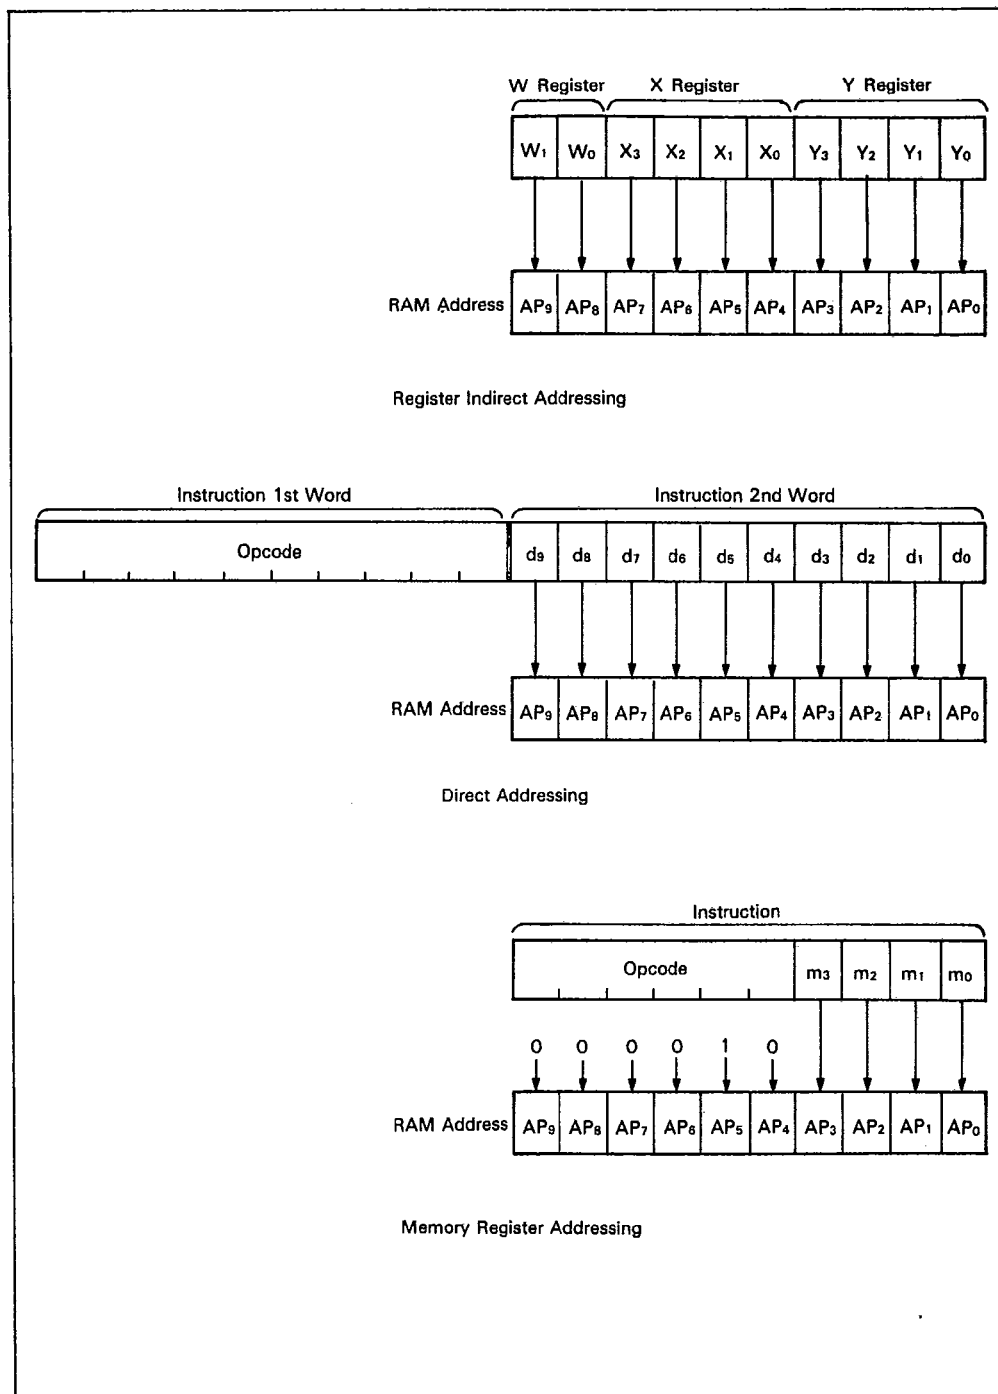 W Register X Register Y Register
W1 W0 X3 X2 X1 X0 Y3 Y2 Y1 Y0
RAM Address AP9 AP8 AP7 AP6 AP5 AP4 AP3 AP2 AP1 AP0
Register Indirect Addressing
Instruction 1st Word Instruction 2nd Word
Opcode d9 d8 d7 d6 d5 d4 d3 d2 d1 d0
RAM Address AP9 AP8 AP7 AP6 AP5 AP4 AP3 AP2 AP1 AP0
Direct Addressing
Instruction
Opcode m3 m2 m1 m0
0 0 0 0 1 0
RAM Address AP9 AP8 AP7 AP6 AP5 AP4 AP3 AP2 AP1 AP0
Memory Register Addressing